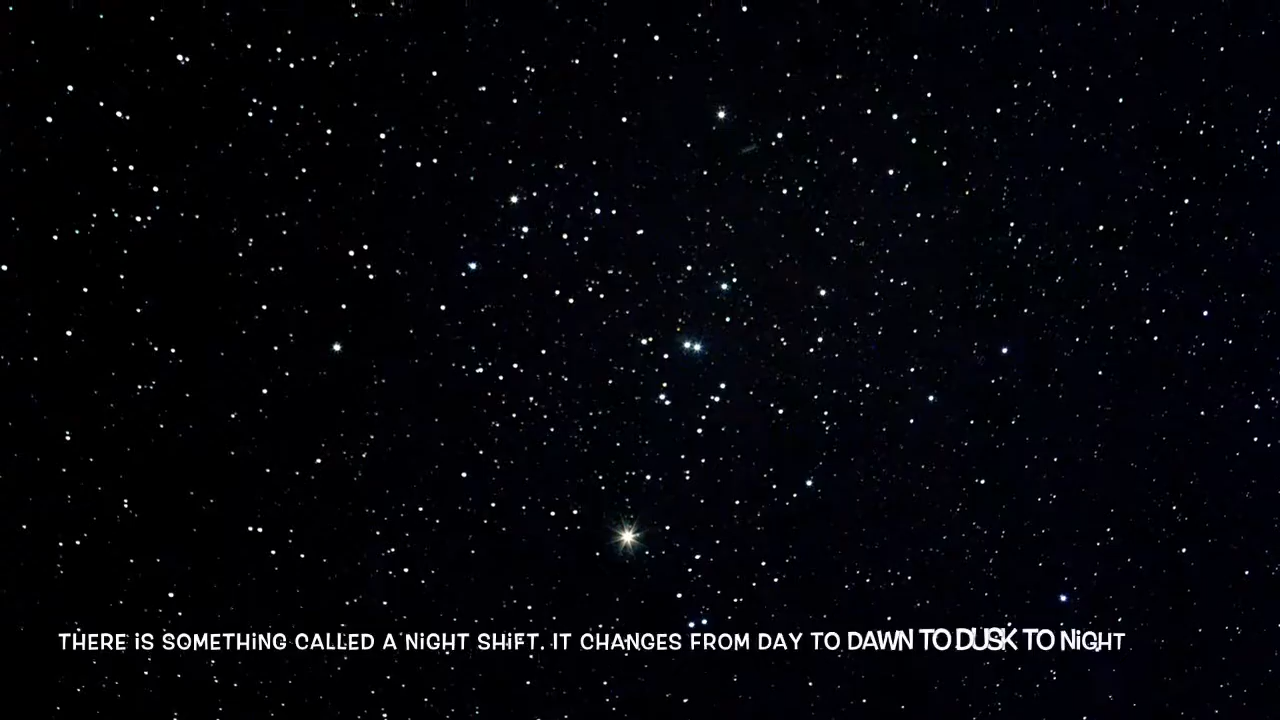 THERE iS SOMETHiNG CALLED A NiGHT SHiFT. IT CHANGES FROM DAY TO DAWN TO DUSK TO NiGHT